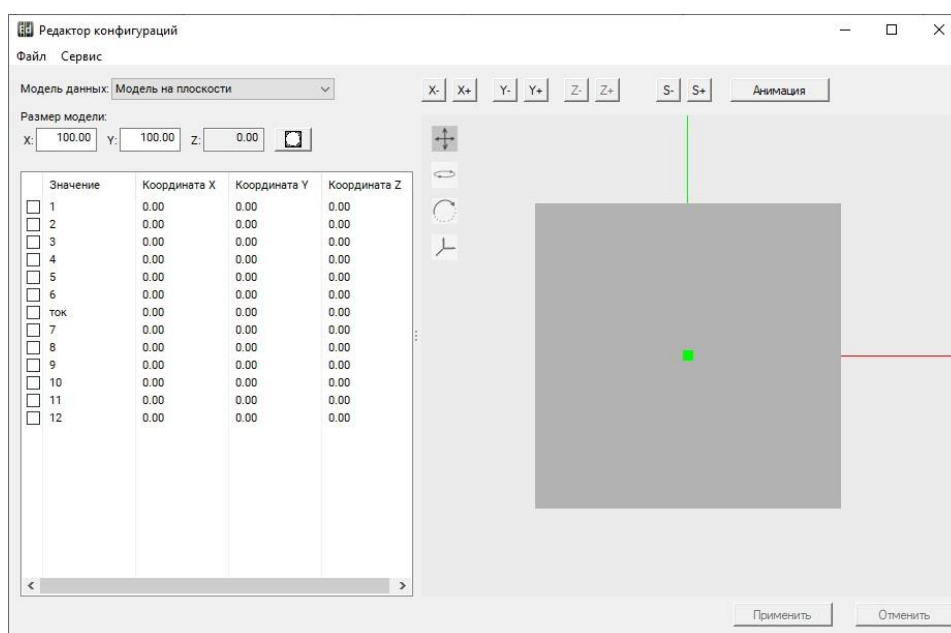 Редактор конфигураций
Файл Сервис
Модель данных: Модель на плоскости
X- X+ Y- Y+ Z- Z+ S- S+ Анимация
Размер модели:
X: 100.00 Y: 100.00 Z: 0.00
Значение Координата X Координата Y Координата Z
1 0.00 0.00 0.00
2 0.00 0.00 0.00
3 0.00 0.00 0.00
4 0.00 0.00 0.00
5 0.00 0.00 0.00
6 0.00 0.00 0.00
ток 0.00 0.00 0.00
7 0.00 0.00 0.00
8 0.00 0.00 0.00
9 0.00 0.00 0.00
10 0.00 0.00 0.00
11 0.00 0.00 0.00
12 0.00 0.00 0.00
Применить Отменить